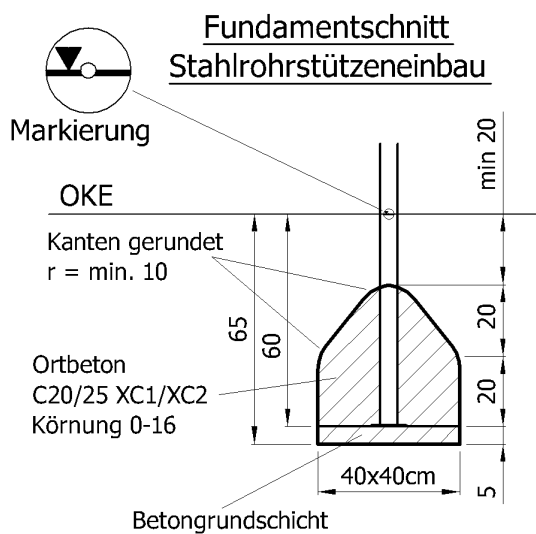 Fundamentschnitt
Stahlrohrstützeneinbau
Markierung
min 20
OKE
Kanten gerundet
r = min. 10
65
60
20
Ortbeton
C20/25 XC1/XC2
Körnung 0-16
20
40x40cm
5
Betongrundschicht